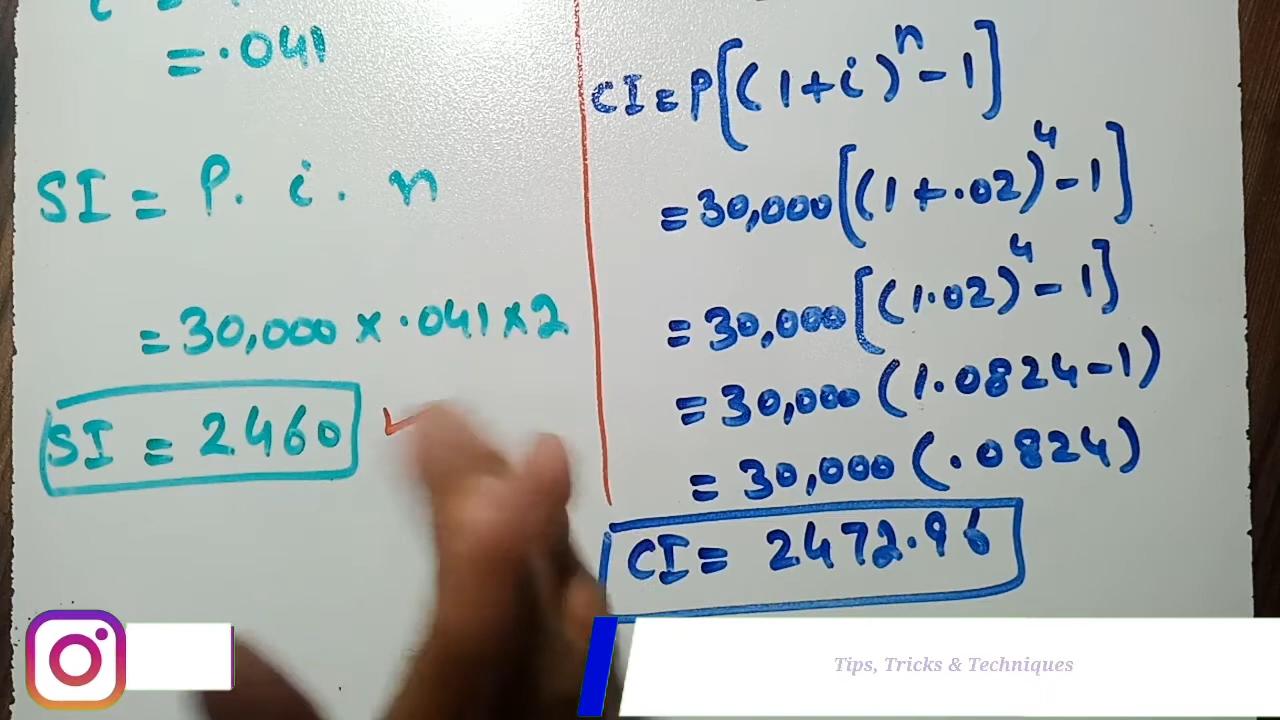 = .041
SI = P. i. n
= 30,000 x .041 x 2
SI = 2460
CI = P[(1+i)^n - 1]
= 30,000[(1+.02)^4 - 1]
= 30,000[(1.02)^4 - 1]
= 30,000(1.0824-1)
= 30,000(.0824)
CI = 2472.96
Tips, Tricks & Techniques